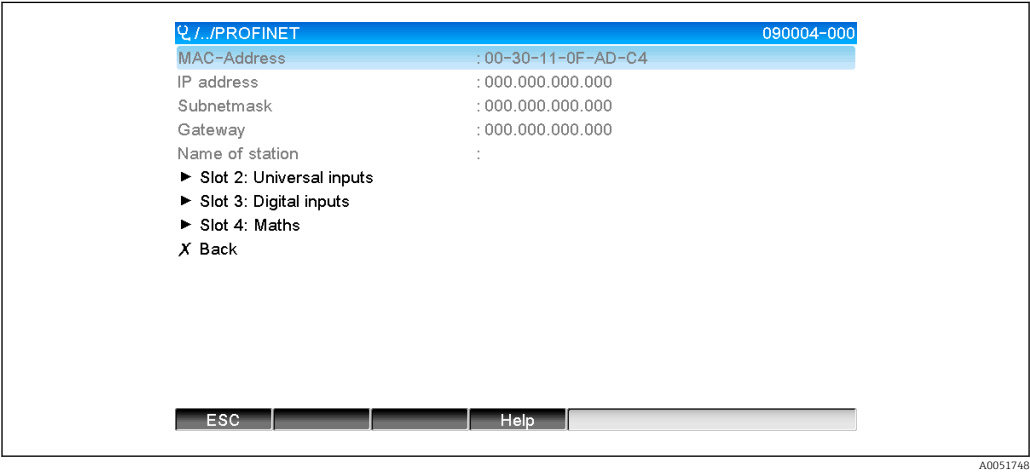 /../PROFINET 090004-000
MAC-Address : 00-30-11-0F-AD-C4
IP address : 000.000.000.000
Subnetmask : 000.000.000.000
Gateway : 000.000.000.000
Name of station :
► Slot 2: Universal inputs
► Slot 3: Digital inputs
► Slot 4: Maths
X Back
ESC Help
A0051748